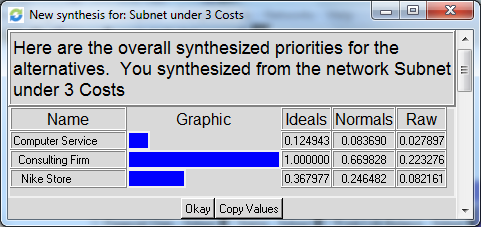 New synthesis for: Subnet under 3 Costs
Here are the overall synthesized priorities for the
alternatives. You synthesized from the network Subnet
under 3 Costs
Name Graphic Ideals Normals Raw
Computer Service 0.124943 0.083690 0.027897
Consulting Firm 1.000000 0.669828 0.223276
Nike Store 0.367977 0.246482 0.082161
Okay Copy Values